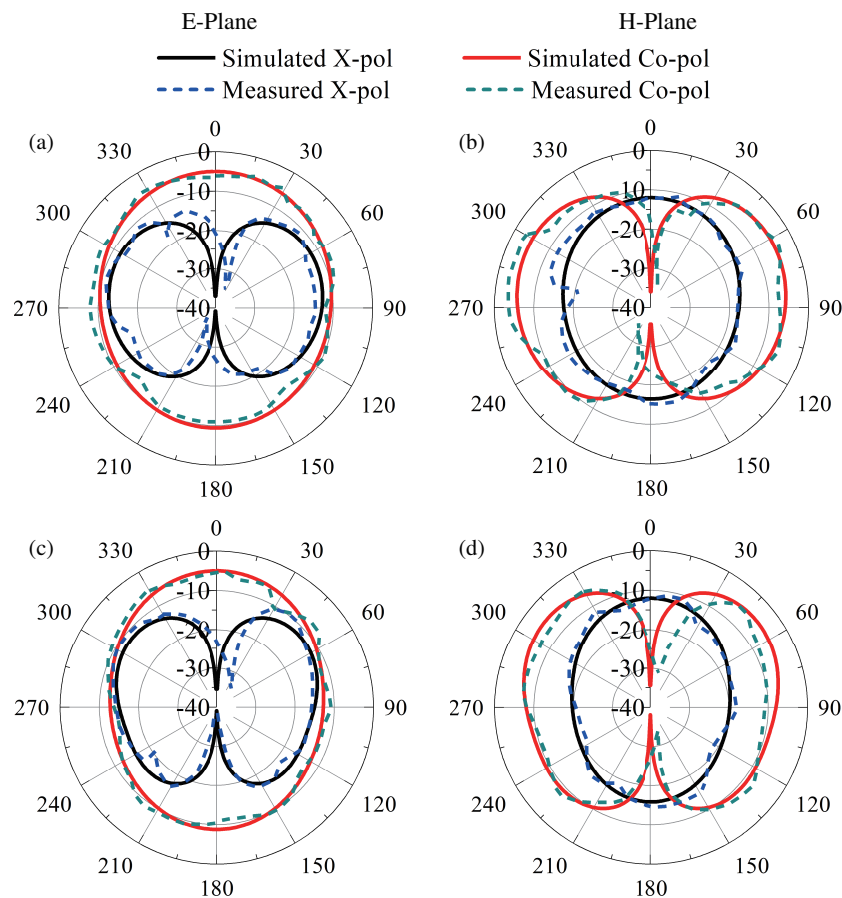 E-Plane H-Plane
Simulated X-pol Simulated Co-pol
Measured X-pol Measured Co-pol
(a) 0 (b) 0
330 0 30 330 0 30
300 -10 60 300 -10 60
-20 -20
-30 -30
270 -40 90 270 -40 90
240 120 240 120
210 150 210 150
180 180
(c) 0 (d) 0
330 0 30 330 0 30
300 -10 60 300 -10 60
-20 -20
-30 -30
270 -40 90 270 -40 90
240 120 240 120
210 150 210 150
180 180